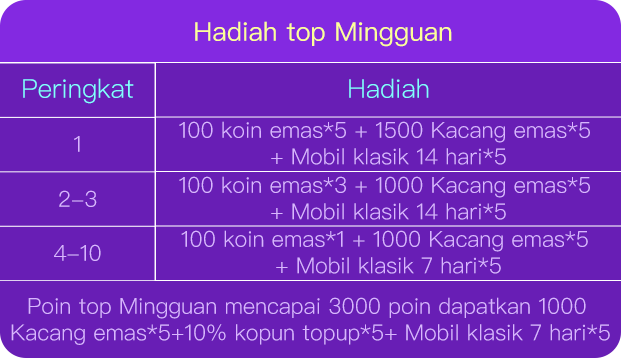 Hadiah top Mingguan
Peringkat
Hadiah
1
100 koin emas*5 + 1500 Kacang emas*5
+ Mobil klasik 14 hari*5
2-3
100 koin emas*3 + 1000 Kacang emas*5
+ Mobil klasik 14 hari*5
4-10
100 koin emas*1 + 1000 Kacang emas*5
+ Mobil klasik 7 hari*5
Poin top Mingguan mencapai 3000 poin dapatkan 1000
Kacang emas*5+10% kopun topup*5+ Mobil klasik 7 hari*5